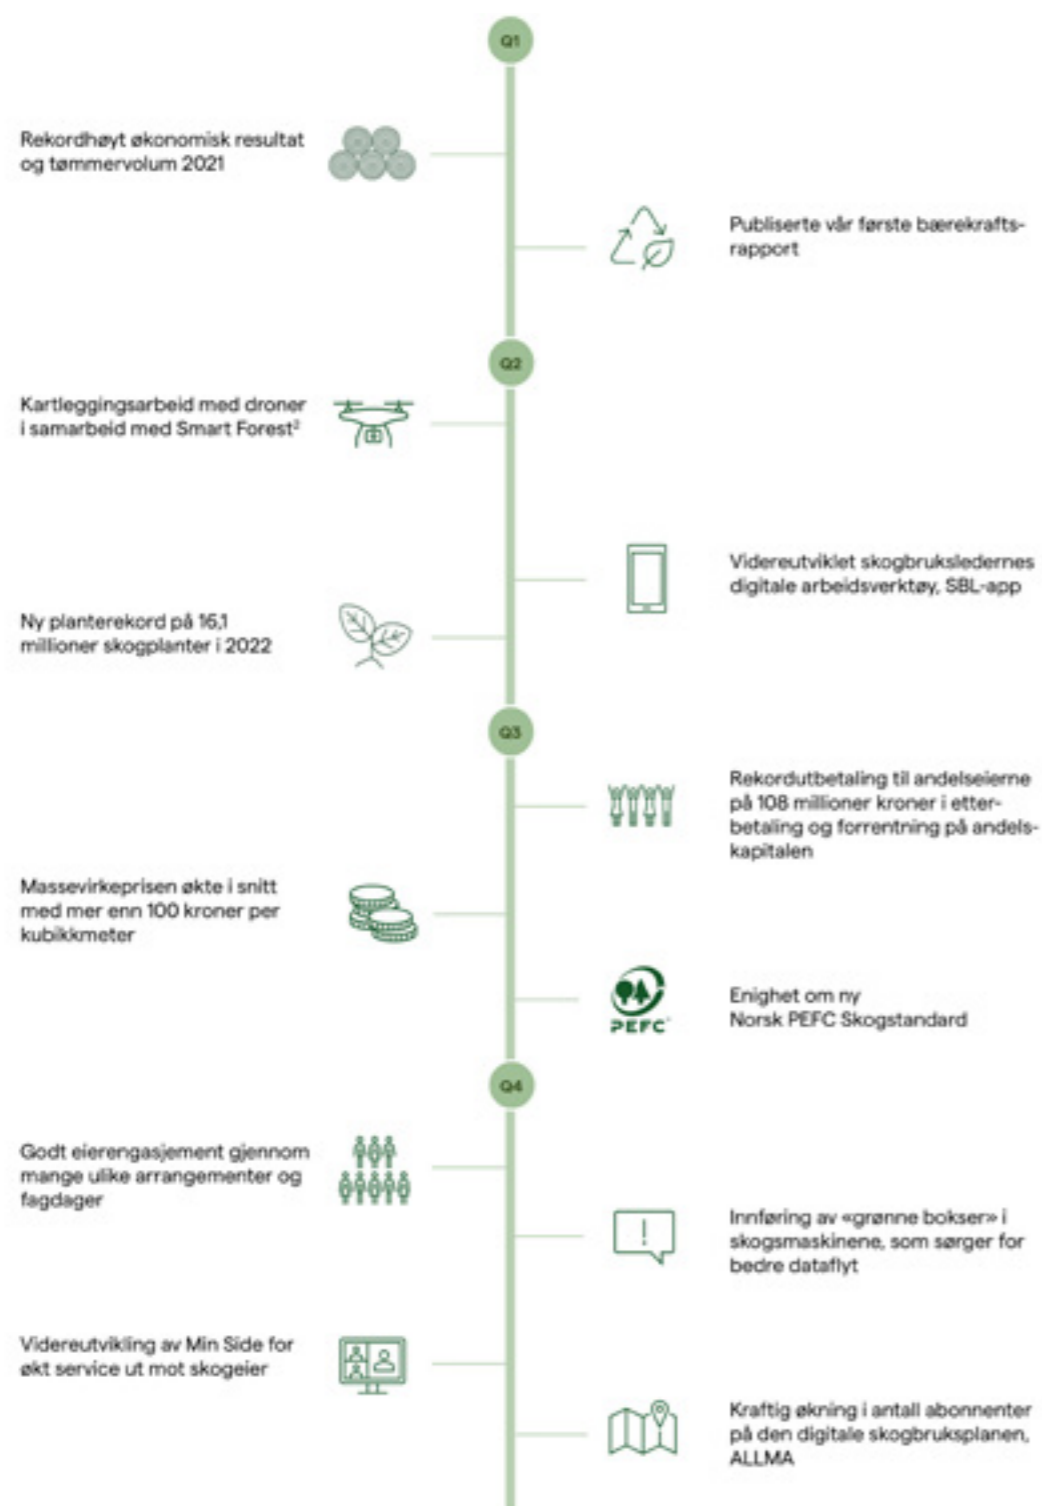 Q1
Rekordhøyt økonomisk resultat
og tømmervolum 2021
Publiserte vår første bærekrafts-
rapport
Q2
Kartleggingsarbeid med droner
i samarbeid med Smart Forest²
Videreutviklet skogbruksledernes
digitale arbeidsverktøy, SBL-app
Ny planterekord på 16,1
millioner skogplanter i 2022
Q3
Rekordutbetaling til andelseierne
på 108 millioner kroner i etter-
betaling og forrentning på andels-
kapitalen
Massevirkeprisen økte i snitt
med mer enn 100 kroner per
kubikkmeter
PEFC
Enighet om ny
Norsk PEFC Skogstandard
Q4
Godt eierengasjement gjennom
mange ulike arrangementer og
fagdager
Innføring av «grønne bokser» i
skogsmaskinene, som sørger for
bedre dataflyt
Videreutvikling av Min Side for
økt service ut mot skogeier
Kraftig økning i antall abonnenter
på den digitale skogbruksplanen,
ALLMA